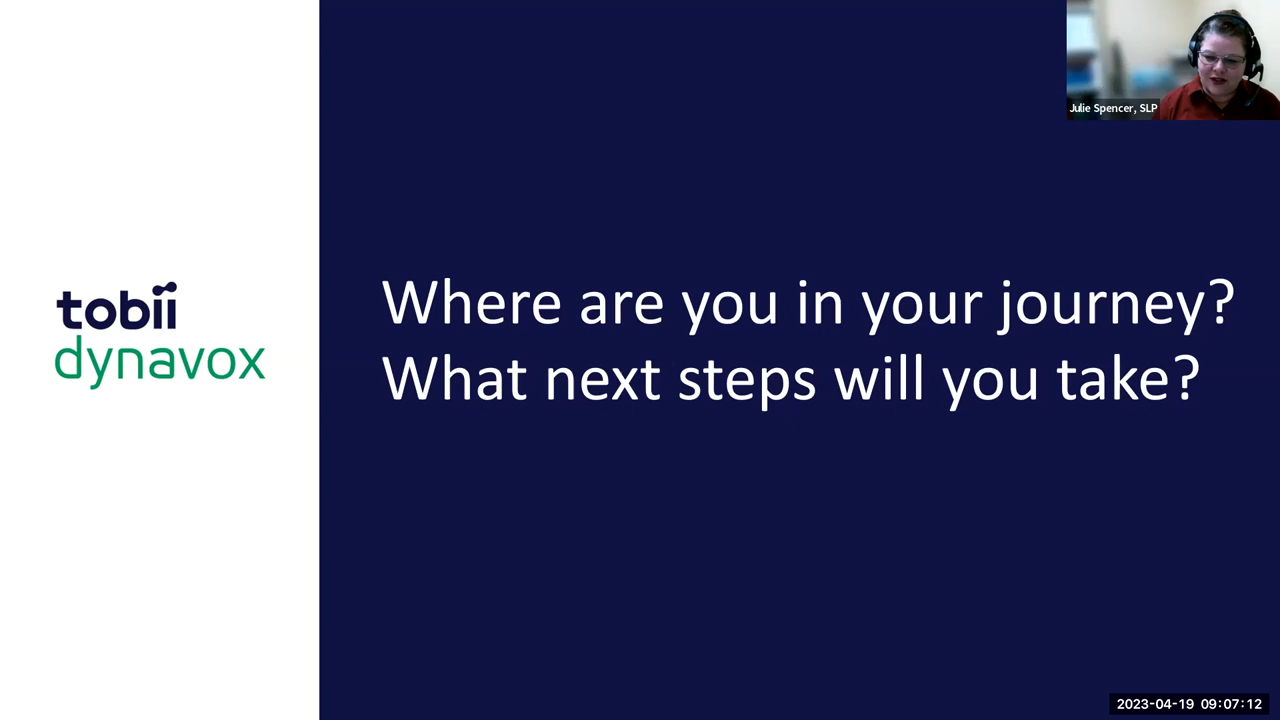 Julie Spencer, SLP
tobii
dynavox
Where are you in your journey?
What next steps will you take?
2023-04-19 09:07:12